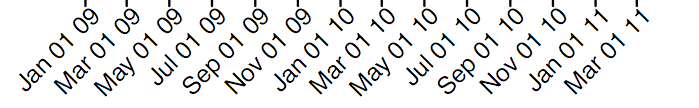 Jan 01 09
Mar 01 09
May 01 09
Jul 01 09
Sep 01 09
Nov 01 09
Jan 01 10
Mar 01 10
May 01 10
Jul 01 10
Sep 01 10
Nov 01 10
Jan 01 11
Mar 01 11